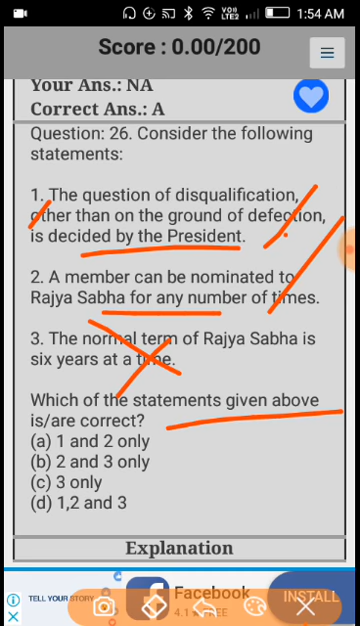 VoLTE2
1:54 AM
Score : 0.00/200
Your Ans.: NA
Correct Ans.: A
Question: 26. Consider the following
statements:
1. The question of disqualification,
other than on the ground of defection,
is decided by the President.
2. A member can be nominated to
Rajya Sabha for any number of times.
3. The normal term of Rajya Sabha is
six years at a time.
Which of the statements given above
is/are correct?
(a) 1 and 2 only
(b) 2 and 3 only
(c) 3 only
(d) 1,2 and 3
Explanation
TELL YOUR STORY
Facebook
4.1 ★ FREE
INSTALL